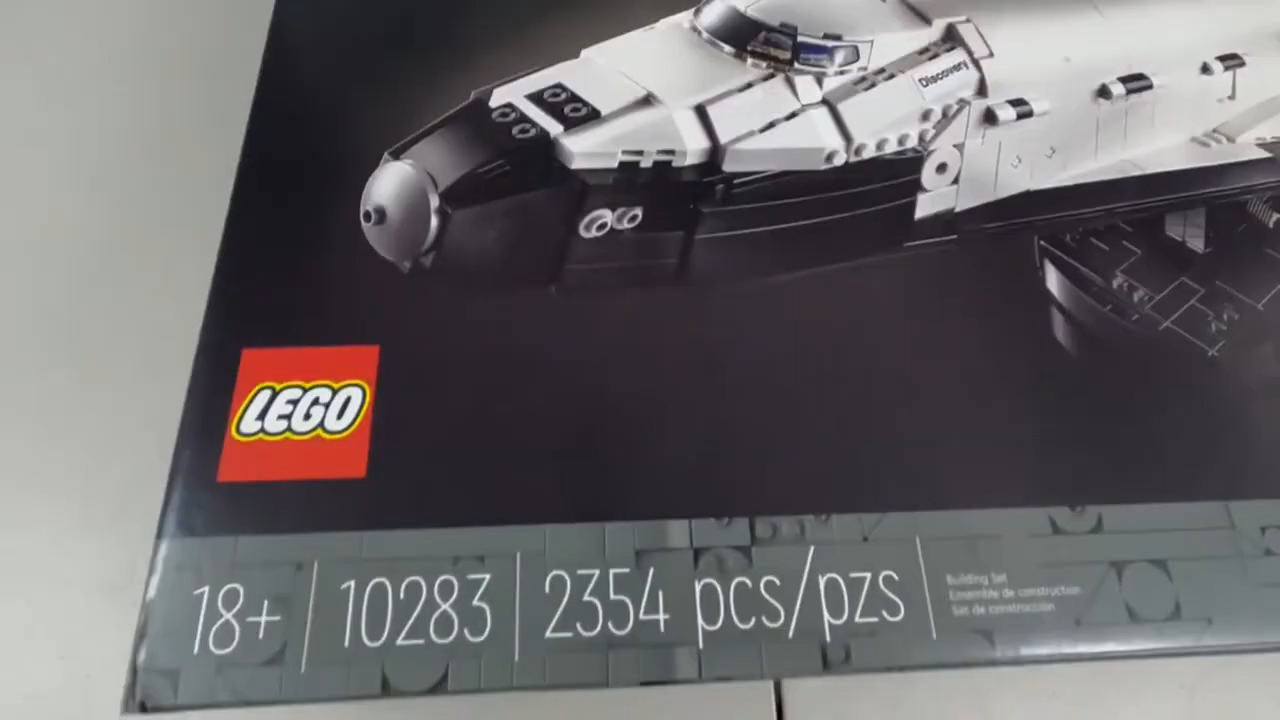 Discovery
LEGO
18+ 10283 2354 pcs/pzs
Building Set
Ensemble de construction
Set de construcción